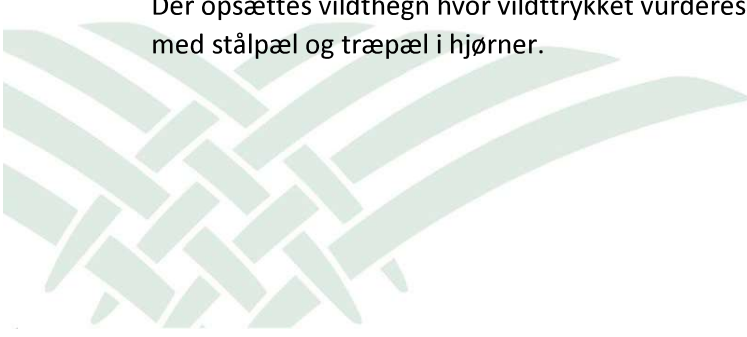 Der opsættes vildthegn hvor vildttrykket vurderes
med stålpæl og træpæl i hjørner.